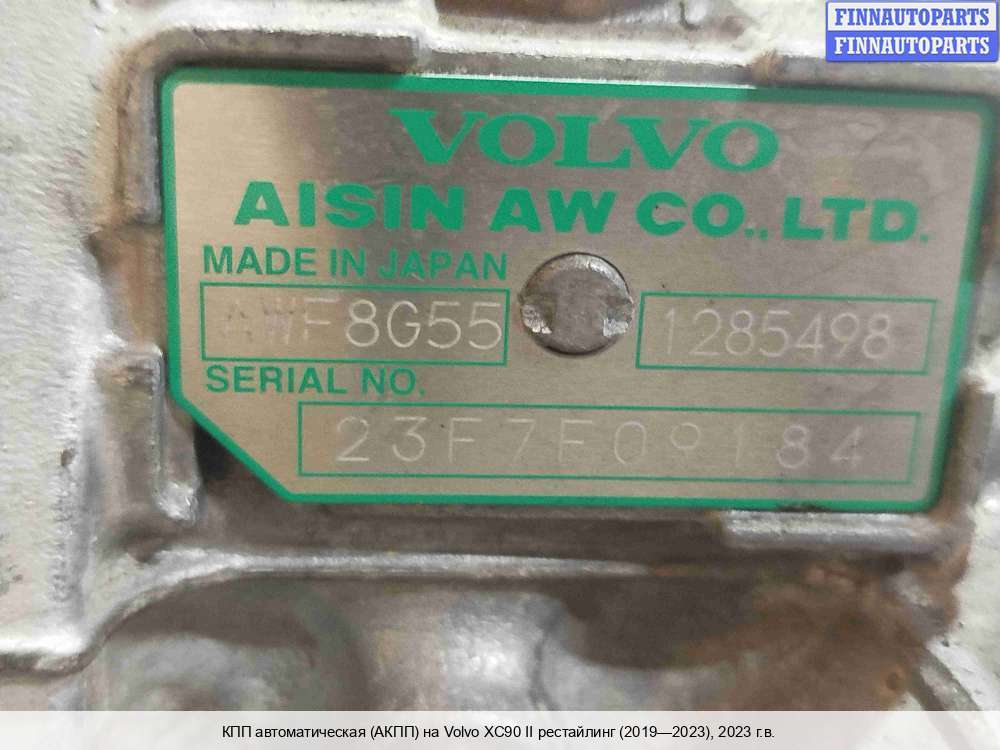 FINNAUTOPARTS
FINNAUTOPARTS
VOLVO
AISIN AW CO., LTD.
MADE IN JAPAN
AWF8G55 1285498
SERIAL NO.
23F7E09184
КПП автоматическая (АКПП) на Volvo XC90 II рестайлинг (2019—2023), 2023 г.в.